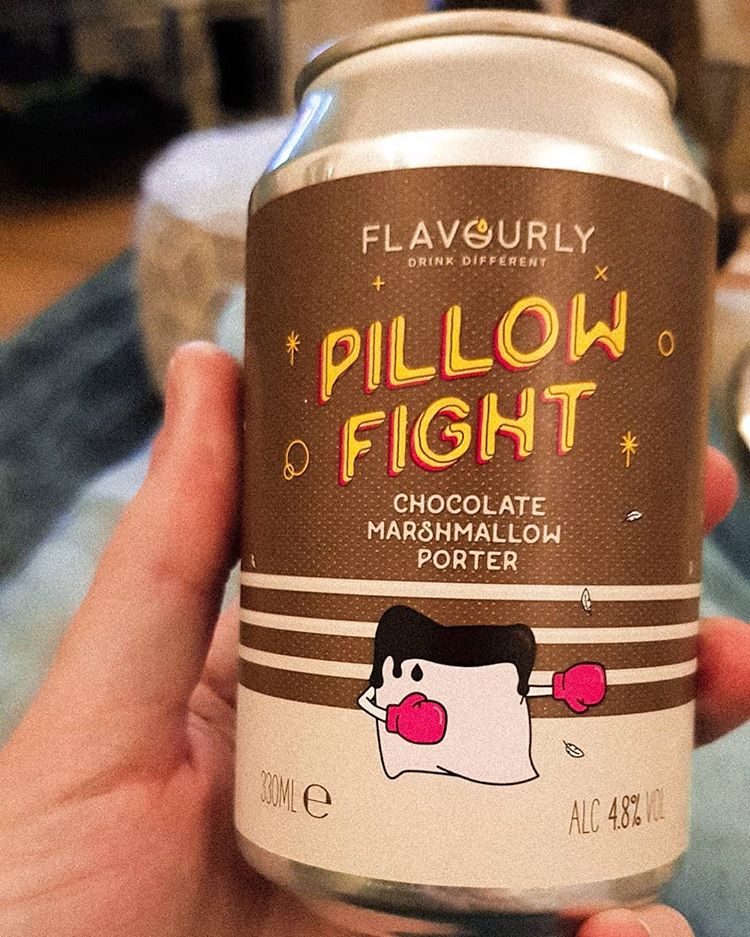 FLAVOURLY
DRINK DIFFERENT
PILLOW
FIGHT
CHOCOLATE
MARSHMALLOW
PORTER
330ML e
ALC 4.8% VOL